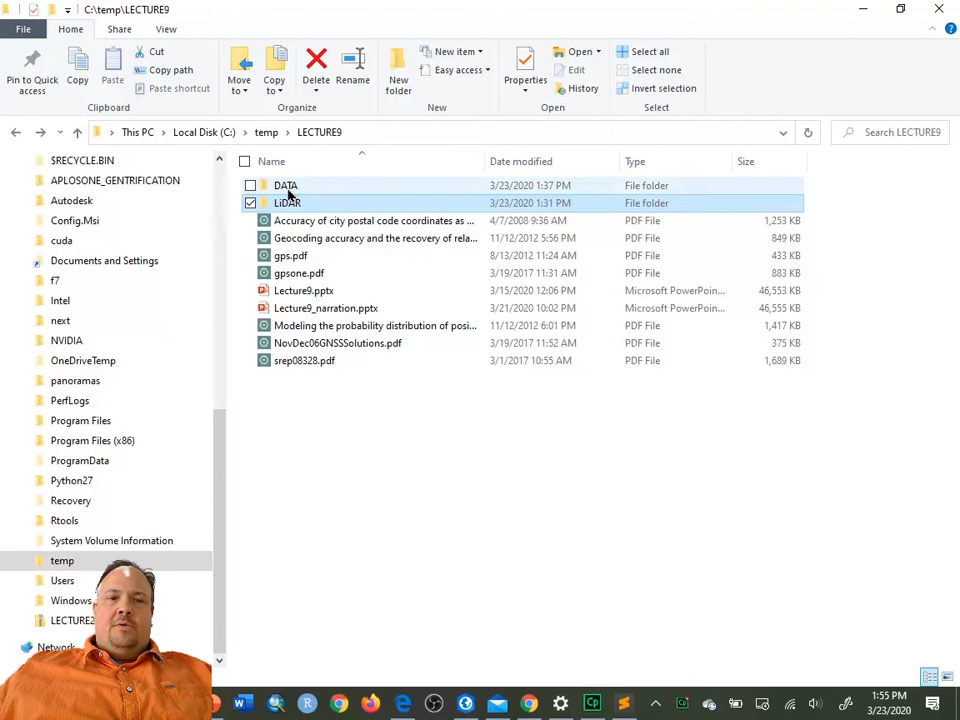 C:\temp\LECTURE9
File Home Share View
Pin to Quick access
Copy
Paste
Cut
Copy path
Paste shortcut
Clipboard
Move to
Copy to
Delete
Rename
Organize
New folder
New item
Easy access
New
Properties
Open
Edit
History
Open
Select all
Select none
Invert selection
Select
This PC > Local Disk (C:) > temp > LECTURE9
Search LECTURE9
$RECYCLE.BIN
APLOSONE_GENTRIFICATION
Autodesk
Config.Msi
cuda
Documents and Settings
f7
Intel
next
NVIDIA
OneDriveTemp
panoramas
PerfLogs
Program Files
Program Files (x86)
ProgramData
Python27
Recovery
Rtools
System Volume Information
temp
Users
Windows
LECTURE2
Network
Name Date modified Type Size
DATA 3/23/2020 1:37 PM File folder
LiDAR 3/23/2020 1:31 PM File folder
Accuracy of city postal code coordinates as ... 4/7/2008 9:36 AM PDF File 1,253 KB
Geocoding accuracy and the recovery of rela... 11/12/2012 5:56 PM PDF File 849 KB
gps.pdf 8/13/2012 11:24 AM PDF File 433 KB
gpsone.pdf 3/19/2017 11:31 AM PDF File 883 KB
Lecture9.pptx 3/15/2020 12:06 PM Microsoft PowerPoin... 46,553 KB
Lecture9_narration.pptx 3/21/2020 10:02 PM Microsoft PowerPoin... 46,555 KB
Modeling the probability distribution of posi... 11/12/2012 6:01 PM PDF File 1,417 KB
NovDec06GNSSSolutions.pdf 3/19/2017 11:52 AM PDF File 375 KB
srep08328.pdf 3/1/2017 10:55 AM PDF File 1,689 KB
1:55 PM
3/23/2020